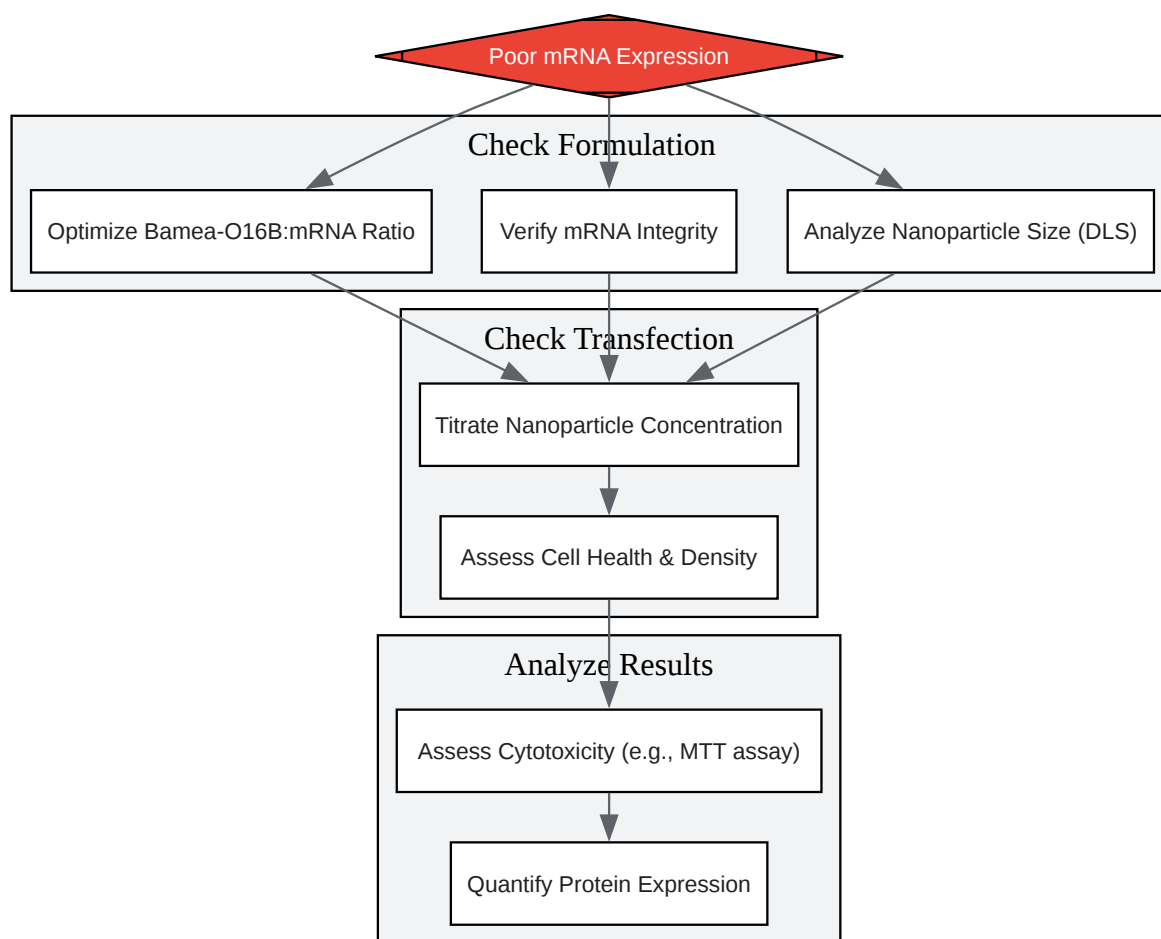 Poor mRNA Expression
Check Formulation
Optimize Bamea-O16B:mRNA Ratio
Verify mRNA Integrity
Analyze Nanoparticle Size (DLS)
Check Transfection
Titrate Nanoparticle Concentration
Assess Cell Health & Density
Analyze Results
Assess Cytotoxicity (e.g., MTT assay)
Quantify Protein Expression